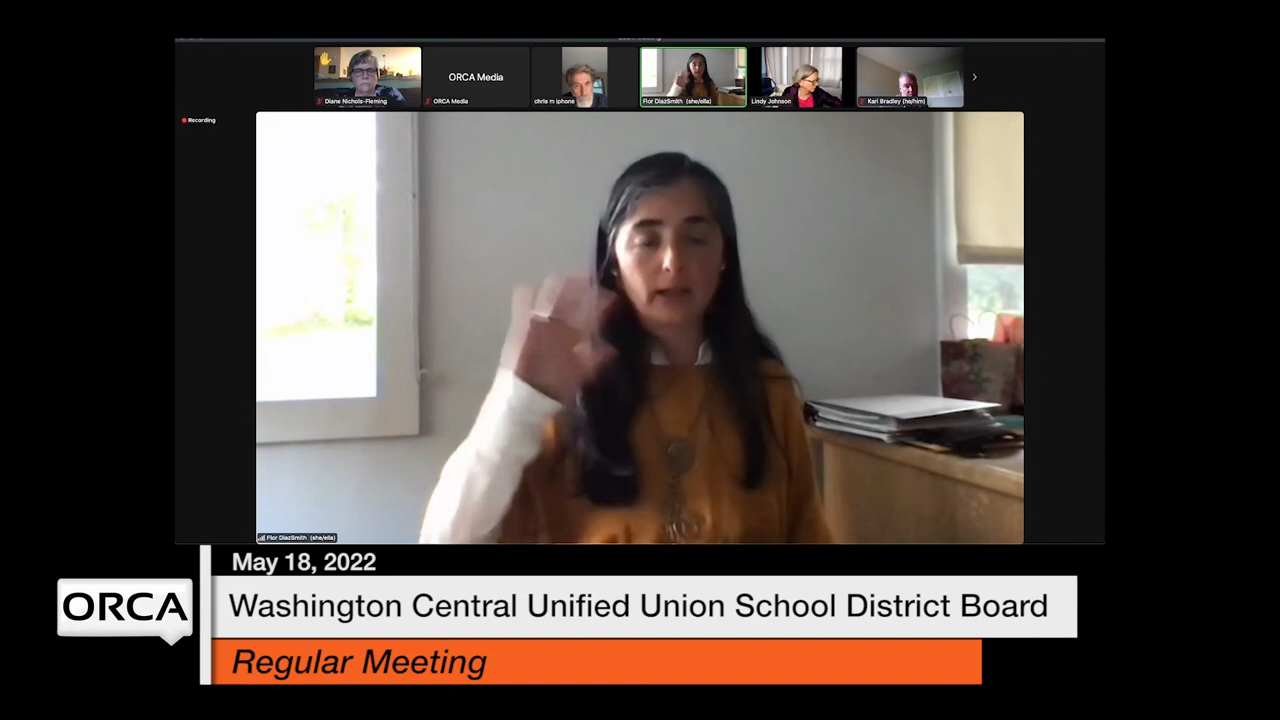 Diane Nichols-Fleming
ORCA Media
ORCA Media
chris m iphone
Flor DiazSmith (she/ella)
Lindy Johnson
Kari Bradley (he/him)
Recording
Flor DiazSmith (she/ella)
May 18, 2022
ORCA
Washington Central Unified Union School District Board
Regular Meeting